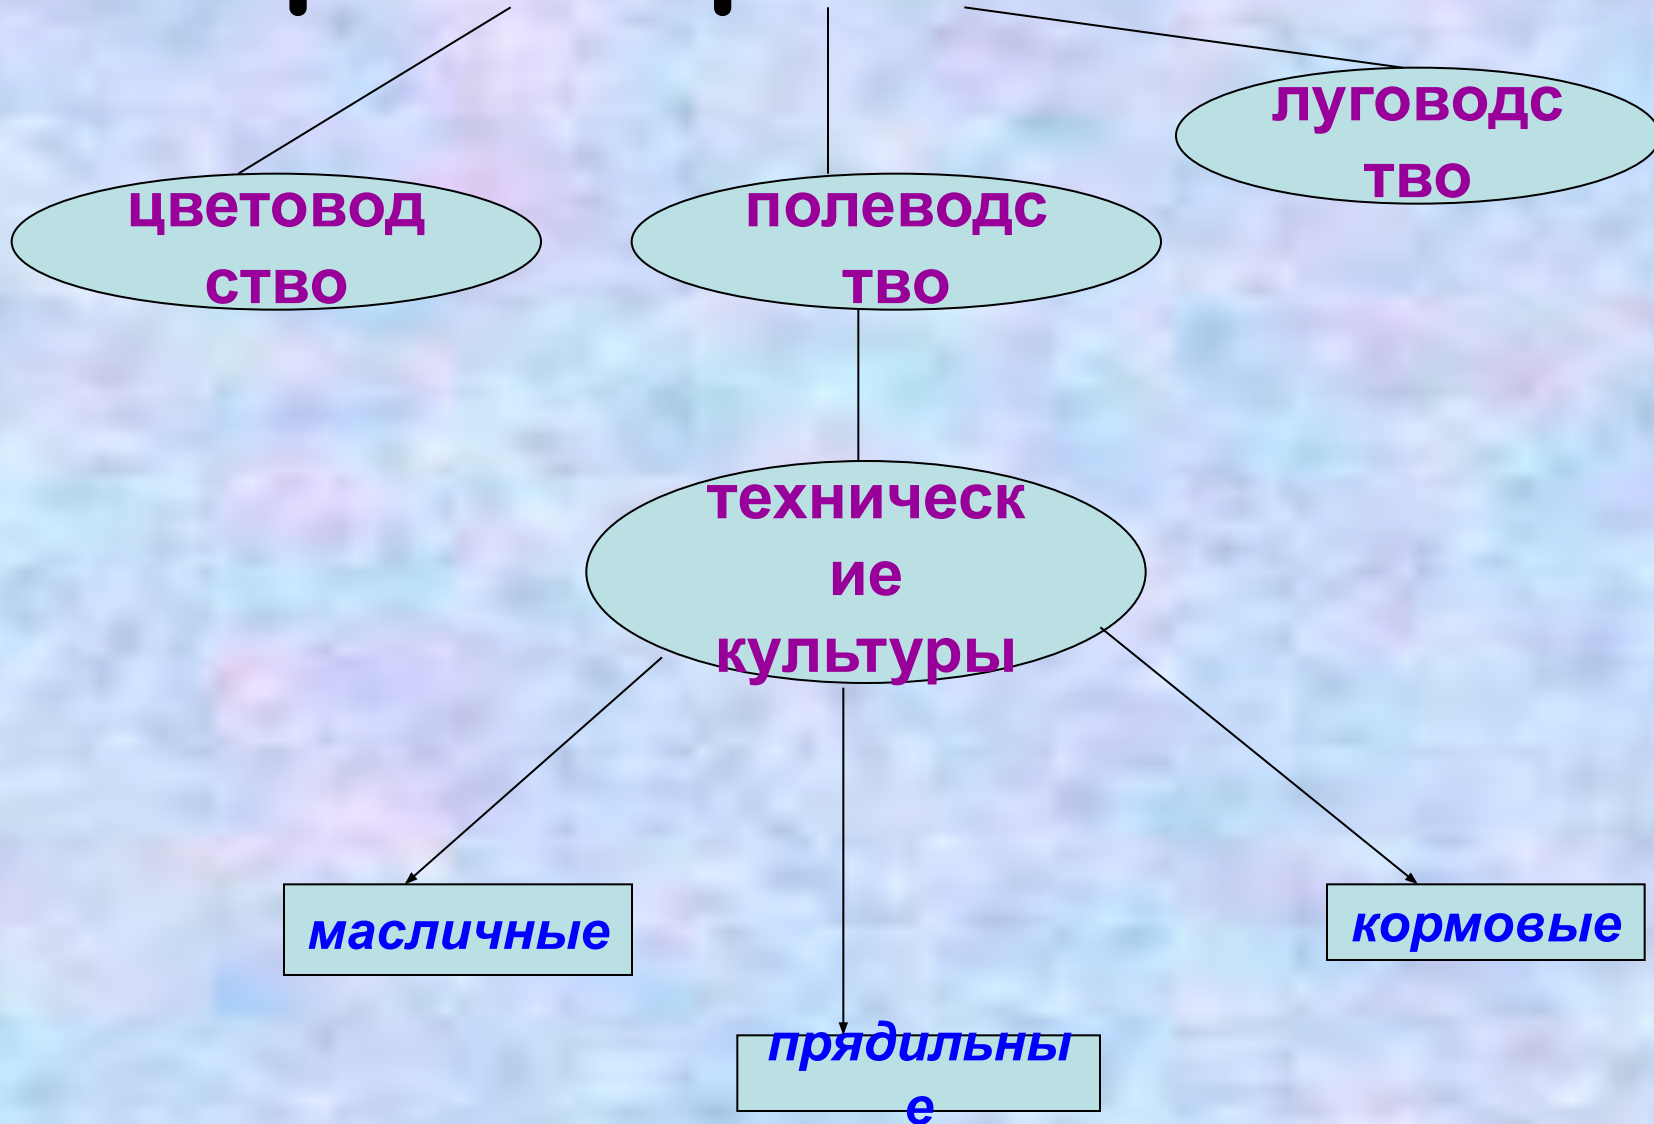 луговодс
тво
цветовод
ство
полеводс
тво
техническ
ие
культуры
масличные
кормовые
прядильны
е